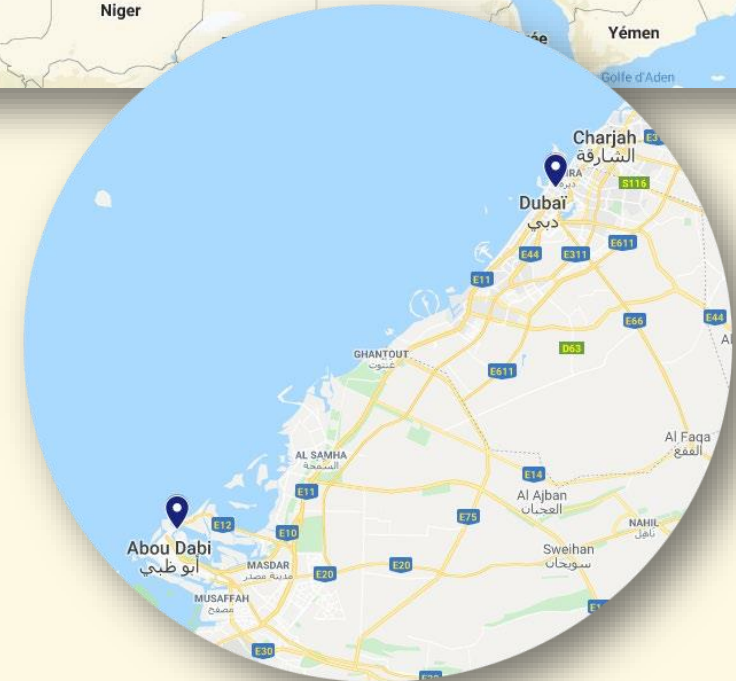 Niger
Yémen
Golfe d'Aden
Charjah
الشارقة
S116
Dubaï
دبي
E611
E44
E311
E11
E66
E44
D63
GHANTOUT
غنتوت
E611
Al Faqa
الفقع
AL SAMHA
السمحة
E14
E11
Al Ajban
العجبان
E75
NAHIL
ناهل
E12
E10
Abou Dabi
أبو ظبي
Sweihan
سويحان
MASDAR
مدينة مصدر
E20
E20
MUSAFFAH
مصفح
E30